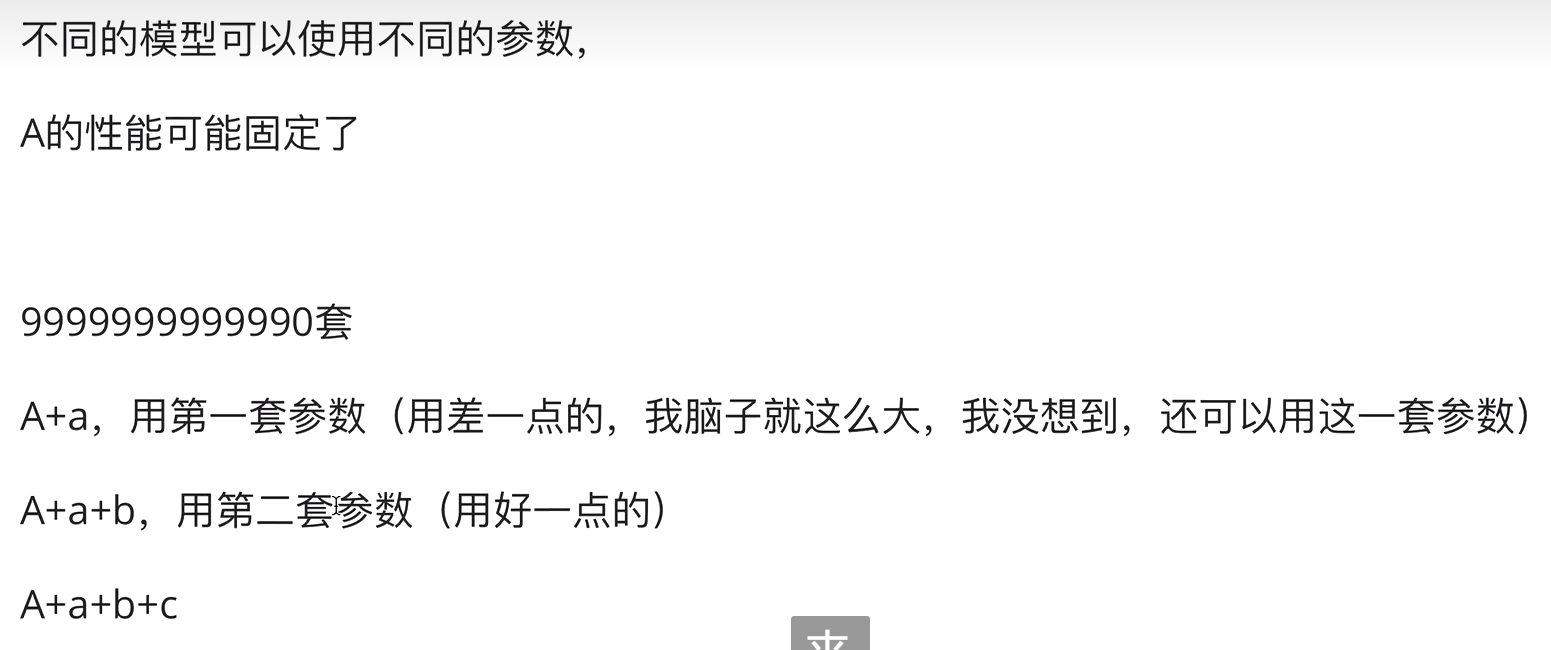 不同的模型可以使用不同的参数，
A的性能可能固定了
9999999999990套
A+a，用第一套参数（用差一点的，我脑子就这么大，我没想到，还可以用这一套参数）
A+a+b，用第二套参数（用好一点的）
A+a+b+c